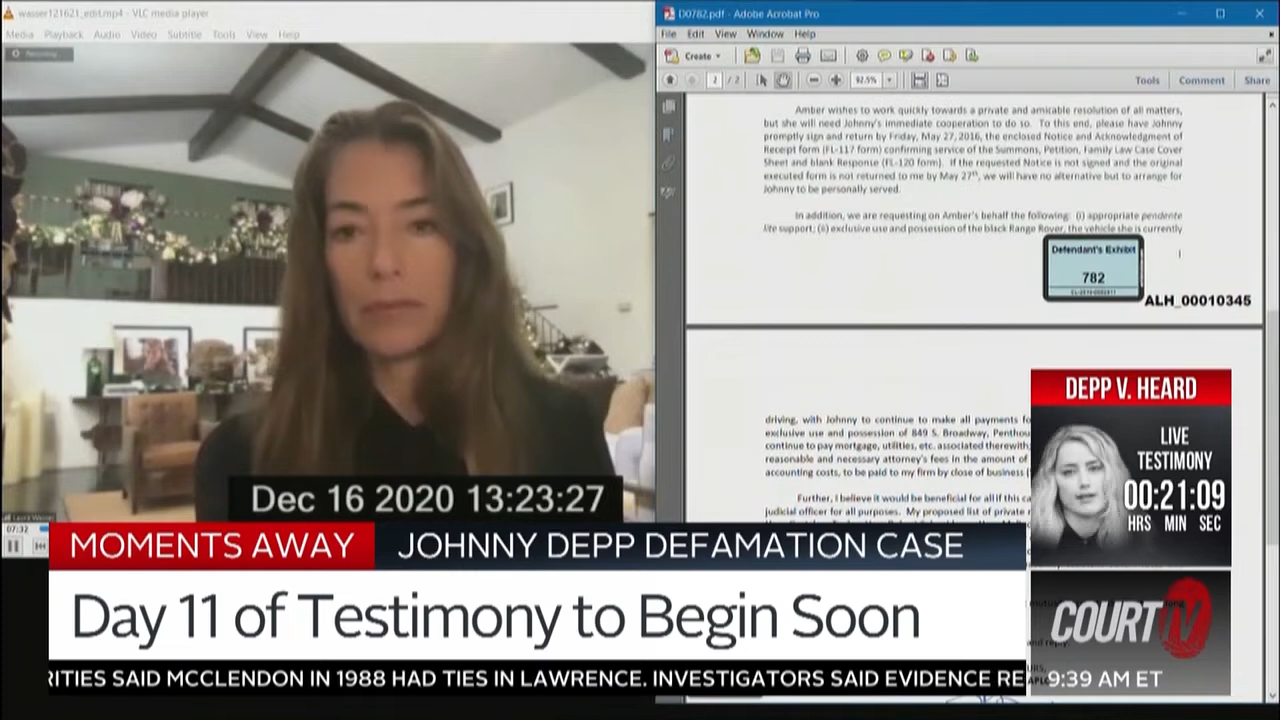 wasser121621_edit.mp4 - VLC media player
Media Playback Audio Video Subtitle Tools View Help
Recording
Dec 16 2020 13:23:27
07:32
D0782.pdf - Adobe Acrobat Pro
File Edit View Window Help
Create
2 / 2
92.5%
Tools Comment Share
Amber wishes to work quickly towards a private and amicable resolution of all matters,
but she will need Johnny's immediate cooperation to do so. To this end, please have Johnny
promptly sign and return by Friday, May 27, 2016, the enclosed Notice and Acknowledgment of
Receipt form (FL-117 form) confirming service of the Summons, Petition, Family Law Case Cover
Sheet and blank Response (FL-120 form). If the requested Notice is not signed and the original
executed form is not returned to me by May 27th, we will have no alternative but to arrange for
Johnny to be personally served.
In addition, we are requesting on Amber's behalf the following: (i) appropriate pendente
lite support; (ii) exclusive use and possession of the black Range Rover, the vehicle she is currently
Defendant's Exhibit
782
ALH_00010345
driving, with Johnny to continue to make all payments
exclusive use and possession of 849 S. Broadway,
continue to pay mortgage, utilities, etc. associated
reasonable and necessary attorney's fees in the amount of
accounting costs, to be paid to my firm by close of business
Further, I believe it would be beneficial for all if this
judicial officer for all purposes. My proposed list of private
DEPP V. HEARD
LIVE
TESTIMONY
00:21:09
HRS MIN SEC
MOMENTS AWAY
JOHNNY DEPP DEFAMATION CASE
Day 11 of Testimony to Begin Soon
COURT TV
RITIES SAID MCCLENDON IN 1988 HAD TIES IN LAWRENCE. INVESTIGATORS SAID EVIDENCE RE
9:39 AM ET